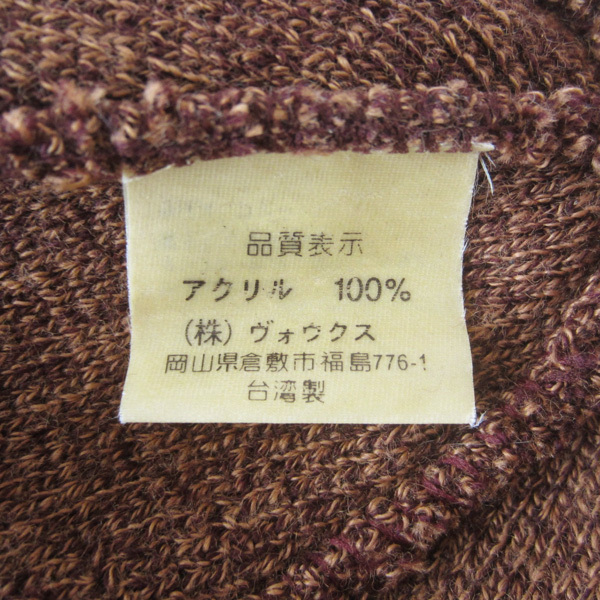 品質表示
アクリル 100%
(株) ヴォウクス
岡山県倉敷市福島776-1
台湾製